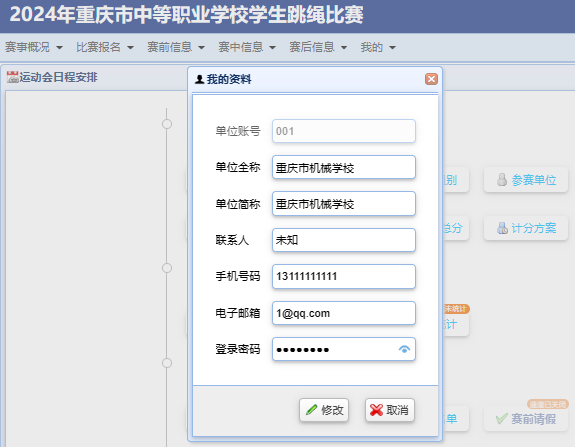 2024年重庆市中等职业学校学生跳绳比赛
赛事概况 比赛报名 赛前信息 赛中信息 赛后信息 我的
运动会日程安排
我的资料
单位账号 001
单位全称 重庆市机械学校
别 参赛单位
单位简称 重庆市机械学校
总分 计分方案
联系人 未知
手机号码 13111111111
电子邮箱 1@qq.com
未统计
计
登录密码 ●●●●●●●●
修改 取消
单 赛前请假